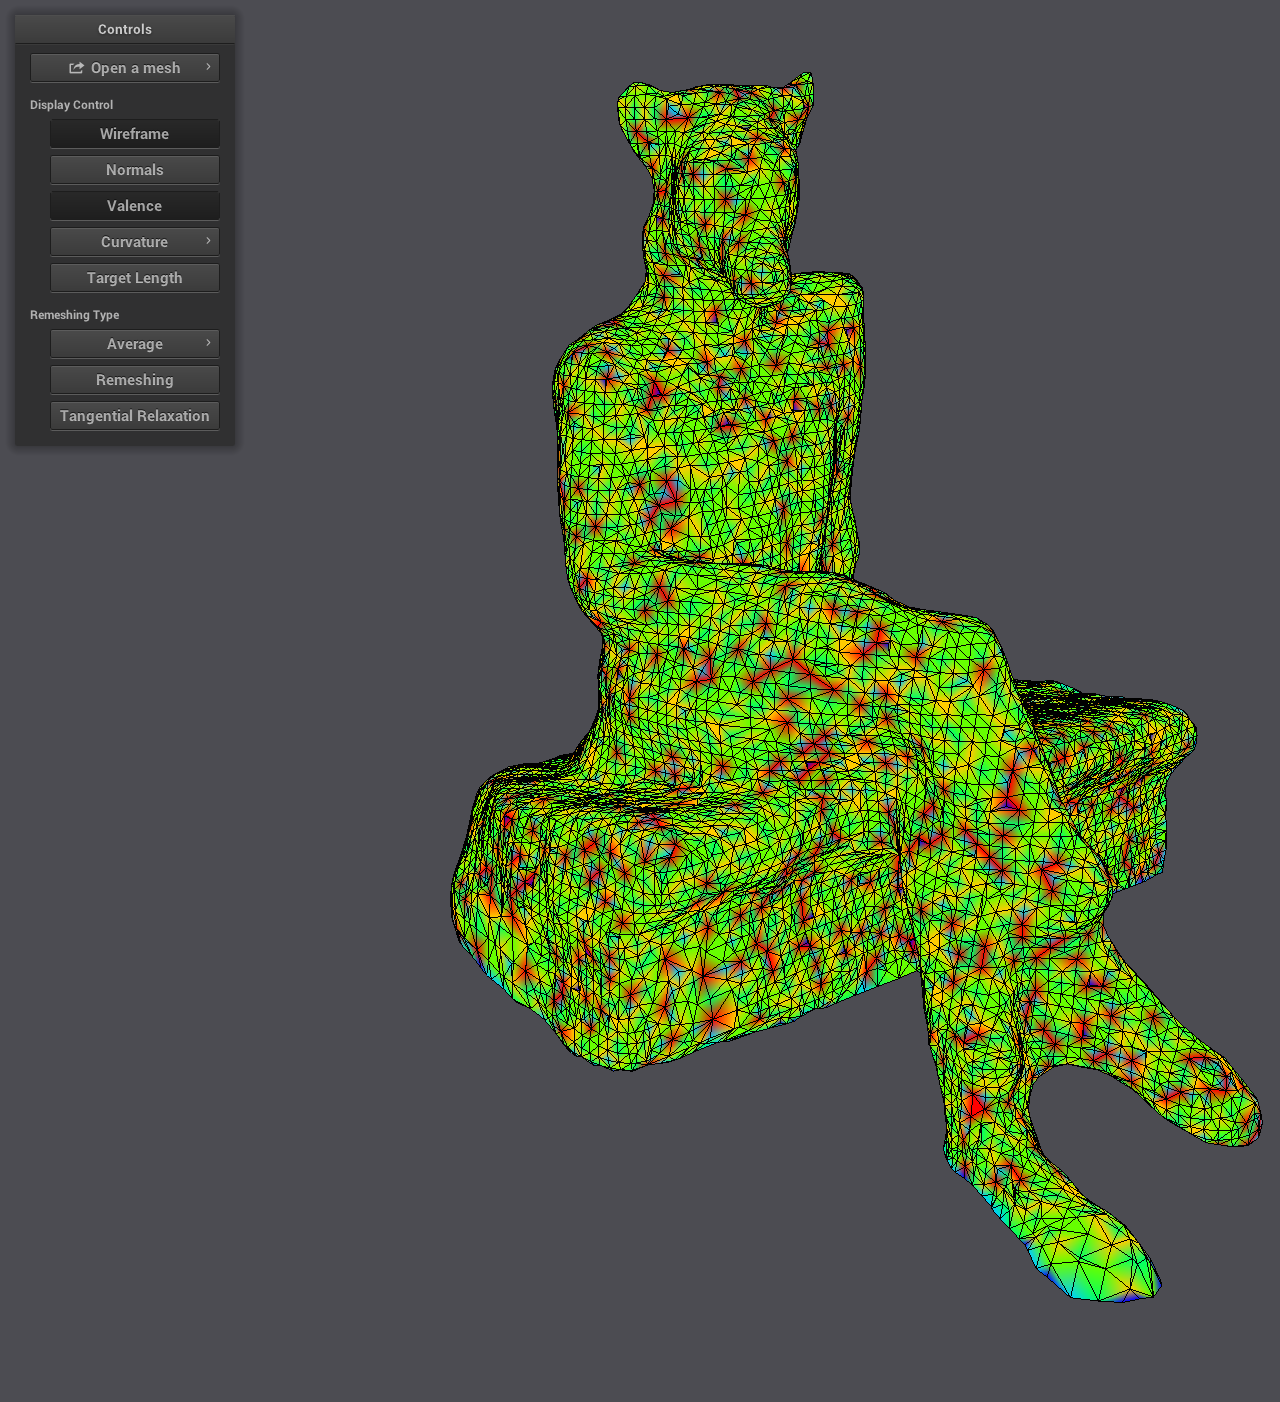 Controls
Open a mesh
Display Control
Wireframe
Normals
Valence
Curvature
Target Length
Remeshing Type
Average
Remeshing
Tangential Relaxation